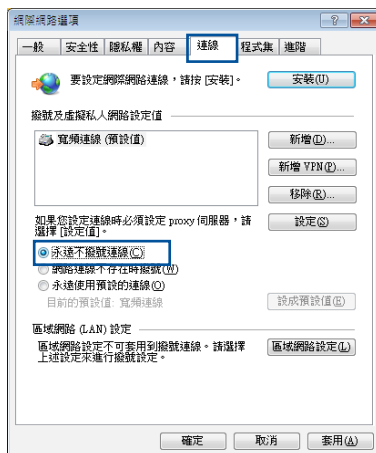 網際網路選項
一般 安全性 隱私權 內容 連線 程式集 進階
要設定網際網路連線，請按 [安裝]。 安裝(U)
撥號及虛擬私人網路設定值
寬頻連線 (預設值) 新增(D)...
新增 VPN(P)...
移除(R)...
如果您設定連線時必須設定 proxy 伺服器，請 設定(S)
選擇 [設定值]。
永遠不撥號連線(C)
網路連線不存在時撥號(W)
永遠使用預設的連線(O)
目前的預設值: 寬頻連線 設成預設值(E)
區域網路 (LAN) 設定
區域網路設定不可套用到撥號連線。請選擇 區域網路設定(L)
上述設定來進行撥號設定。
確定 取消 套用(A)